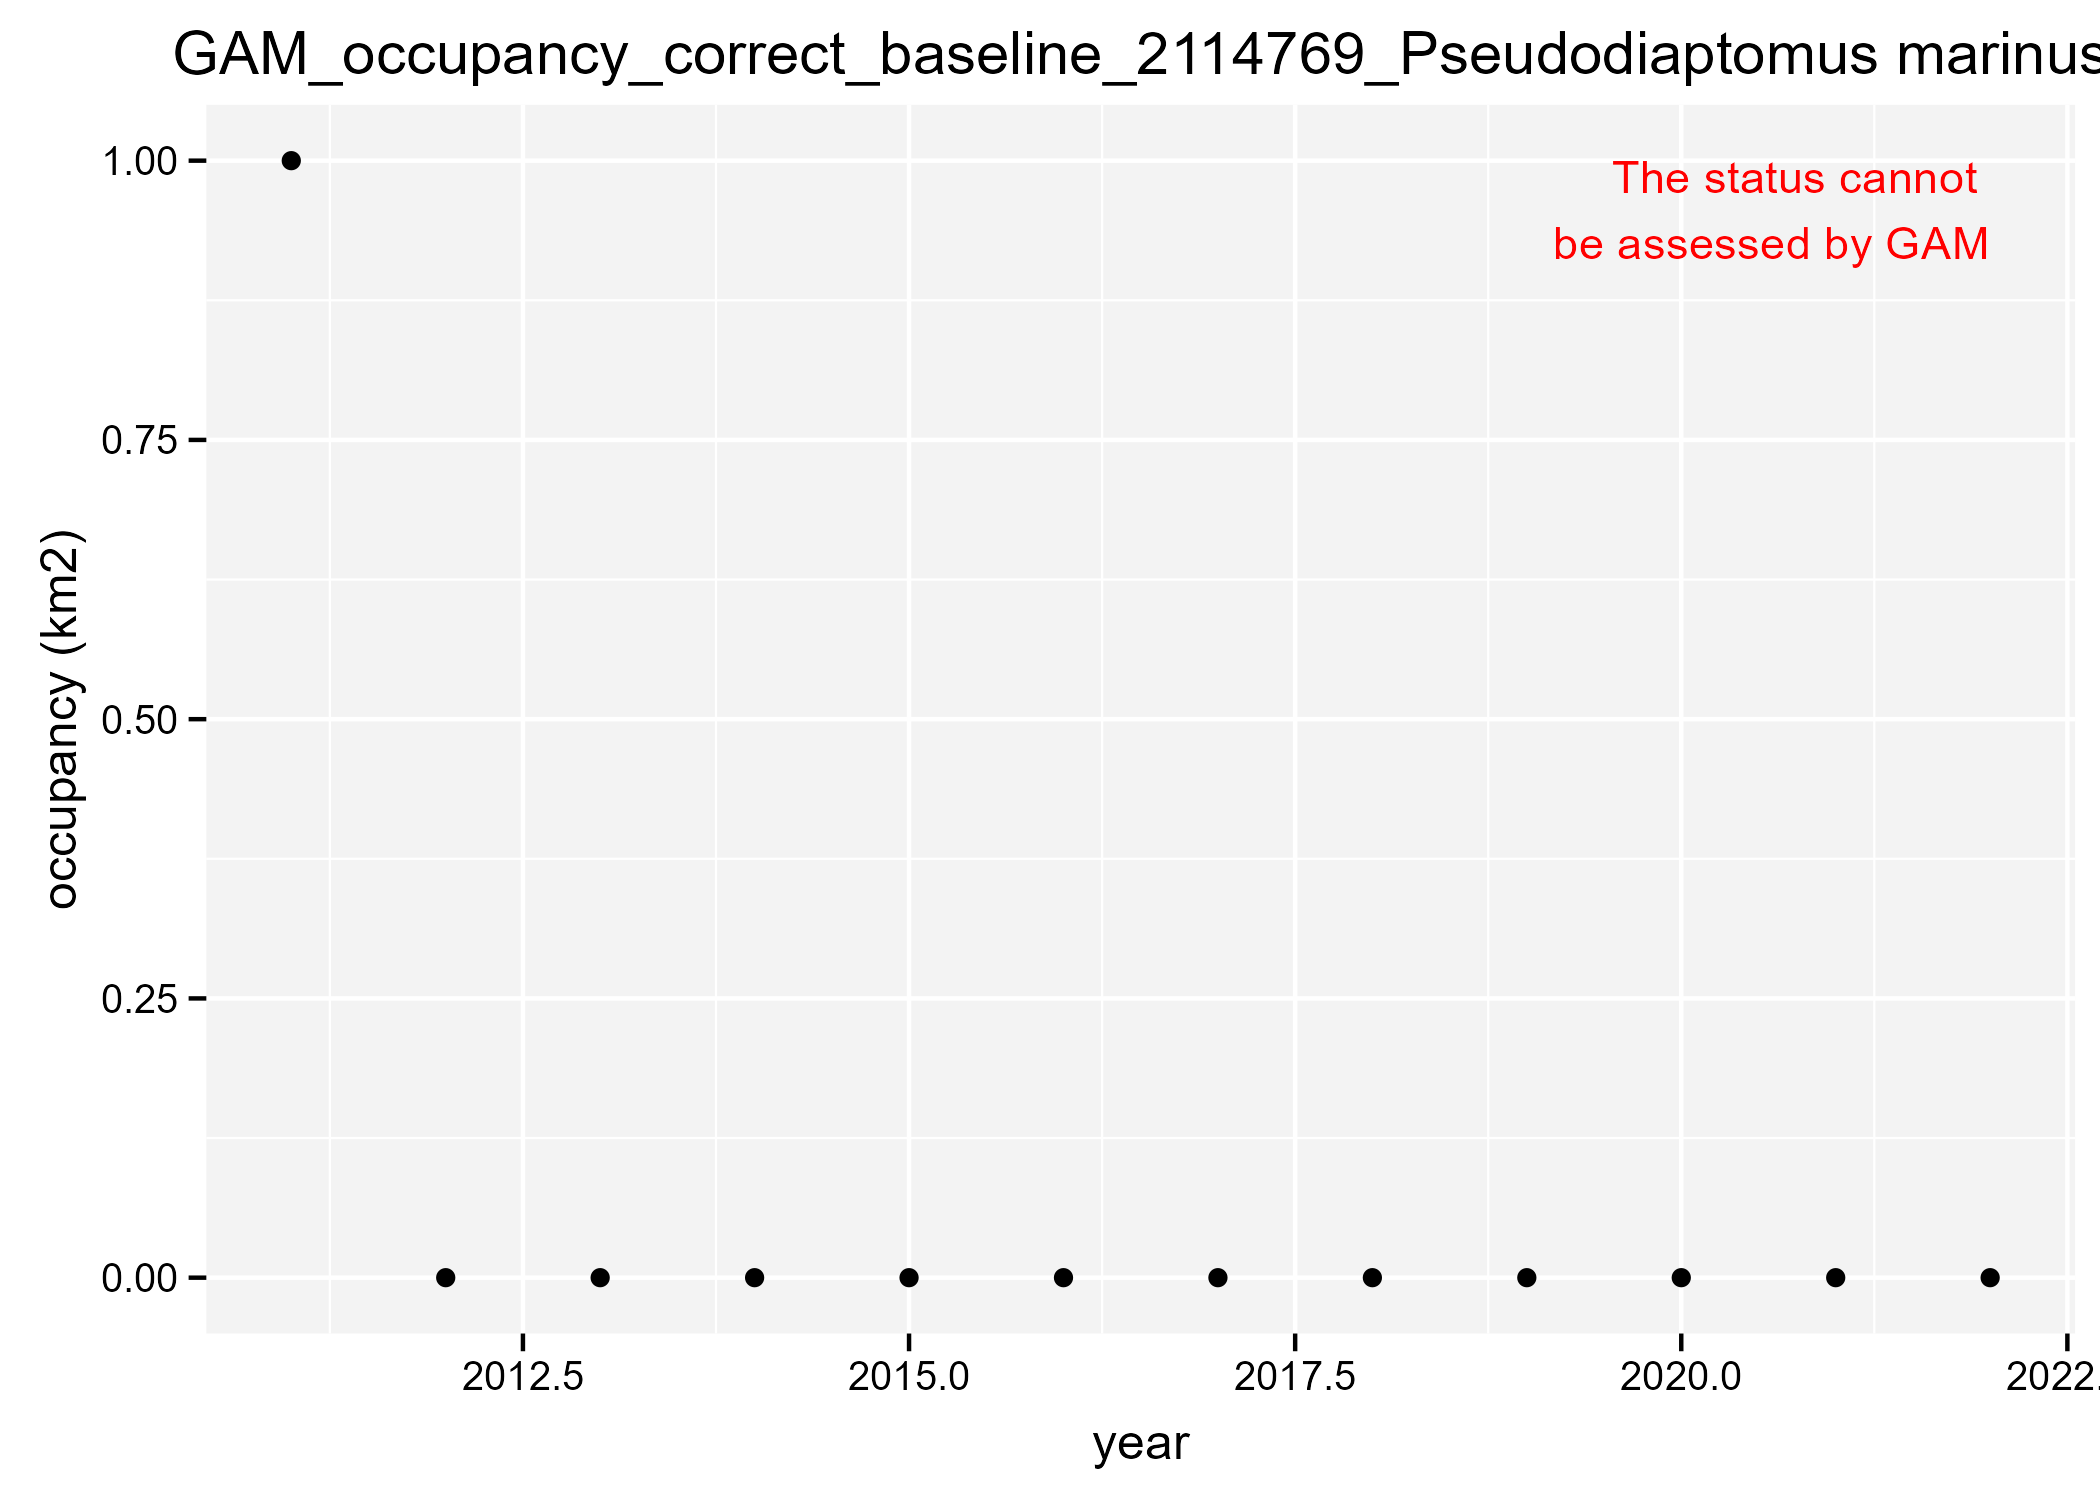 GAM_occupancy_correct_baseline_2114769_Pseudodiaptomus marinus
1.00
The status cannot
be assessed by GAM
0.75
occupancy (km2)
0.50
0.25
0.00
2012.5
2015.0
2017.5
2020.0
2022.
year